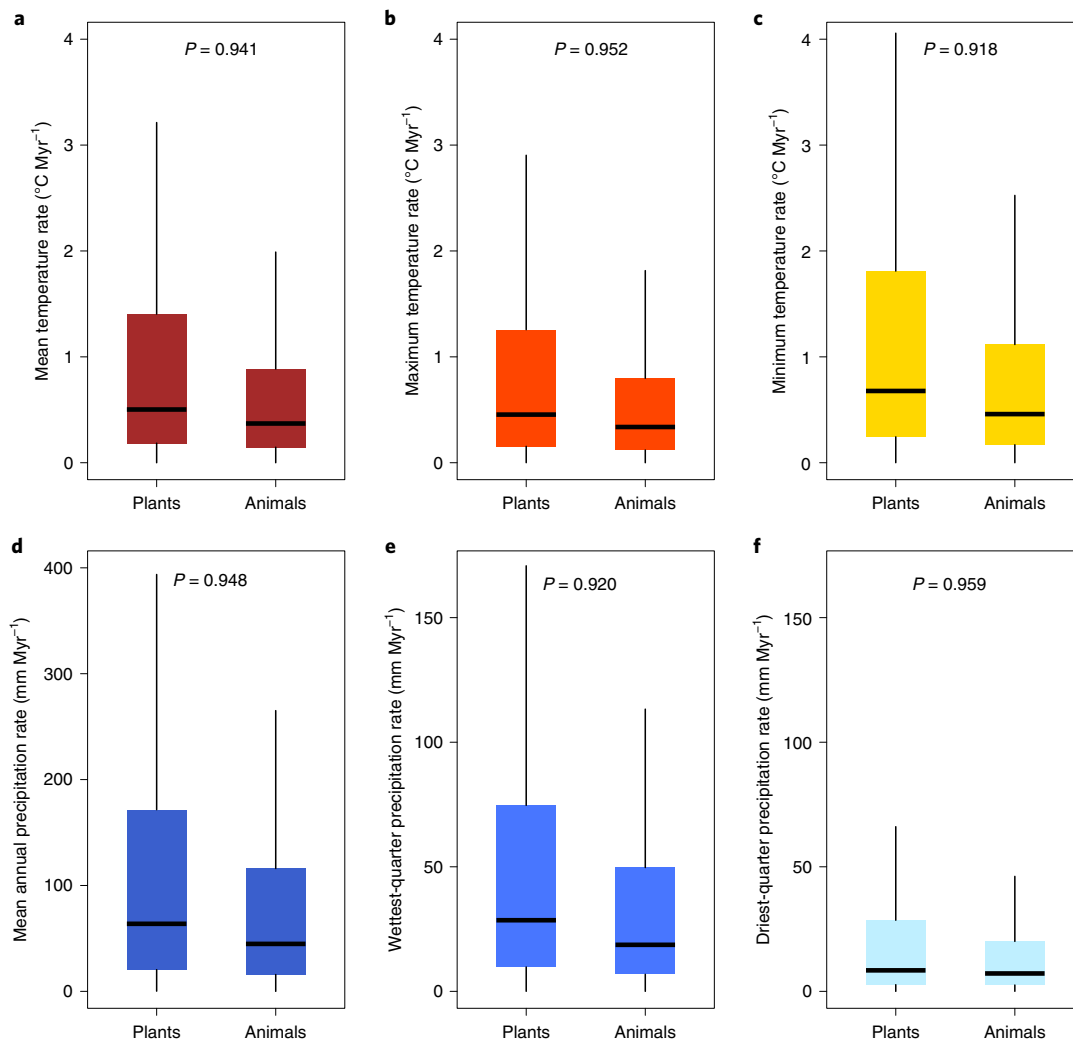 a
P = 0.941
Mean temperature rate (°C Myr⁻¹)
4
3
2
1
0
Plants
Animals
b
P = 0.952
Maximum temperature rate (°C Myr⁻¹)
4
3
2
1
0
Plants
Animals
c
P = 0.918
Minimum temperature rate (°C Myr⁻¹)
4
3
2
1
0
Plants
Animals
d
P = 0.948
Mean annual precipitation rate (mm Myr⁻¹)
400
300
200
100
0
Plants
Animals
e
P = 0.920
Wettest-quarter precipitation rate (mm Myr⁻¹)
150
100
50
0
Plants
Animals
f
P = 0.959
Driest-quarter precipitation rate (mm Myr⁻¹)
150
100
50
0
Plants
Animals